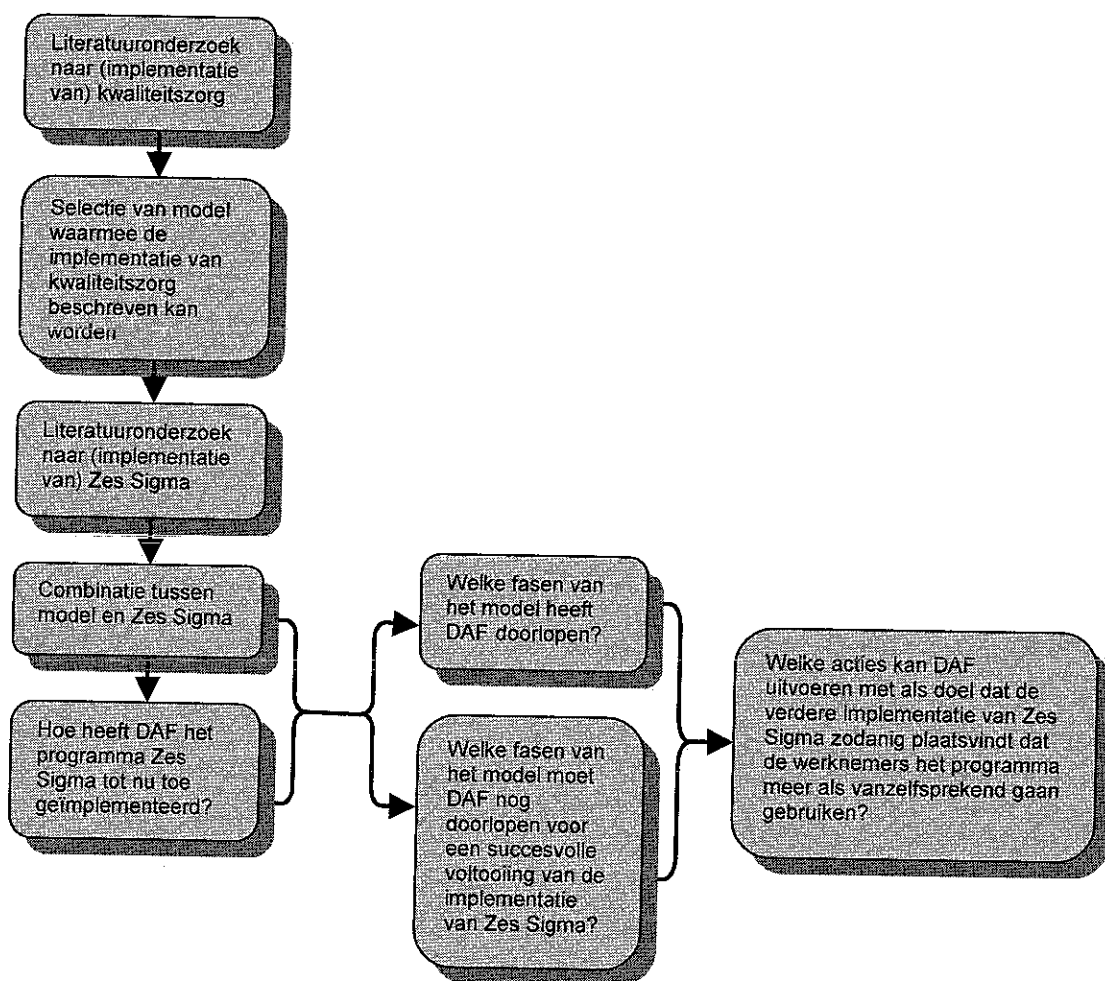 Literatuuronderzoek
naar (implementatie
van) kwaliteitszorg
Selectie van model
waarmee de
implementatie van
kwaliteitszorg
beschreven kan
worden
Literatuuronderzoek
naar (implementatie
van) Zes Sigma
Combinatie tussen
model en Zes Sigma
Hoe heeft DAF het
programma Zes
Sigma tot nu toe
geïmplementeerd?
Welke fasen van
het model heeft
DAF doorlopen?
Welke fasen van
het model moet
DAF nog
doorlopen voor
een succesvolle
voltooiing van de
implementatie
van Zes Sigma?
Welke acties kan DAF
uitvoeren met als doel dat de
verdere implementatie van Zes
Sigma zodanig plaatsvindt dat
de werknemers het programma
meer als vanzelfsprekend gaan
gebruiken?